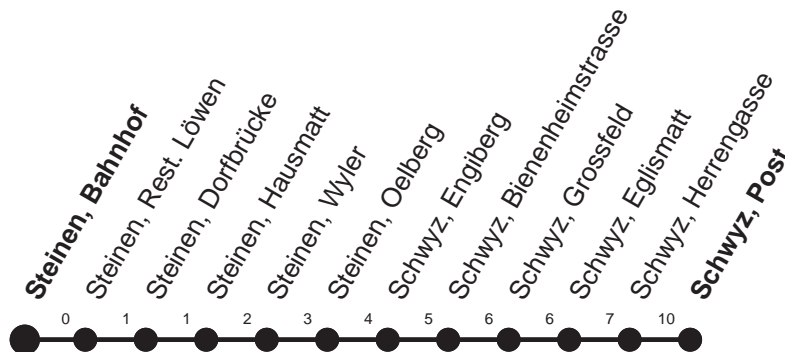 Steinen, Bahnhof
Steinen, Rest. Löwen
Steinen, Dorfbrücke
Steinen, Hausmatt
Steinen, Wyler
Steinen, Oelberg
Schwyz, Engiberg
Schwyz, Bienenheimstrasse
Schwyz, Grossfeld
Schwyz, Eglismatt
Schwyz, Herrengasse
Schwyz, Post
0 1 1 2 3 4 5 6 6 7 10